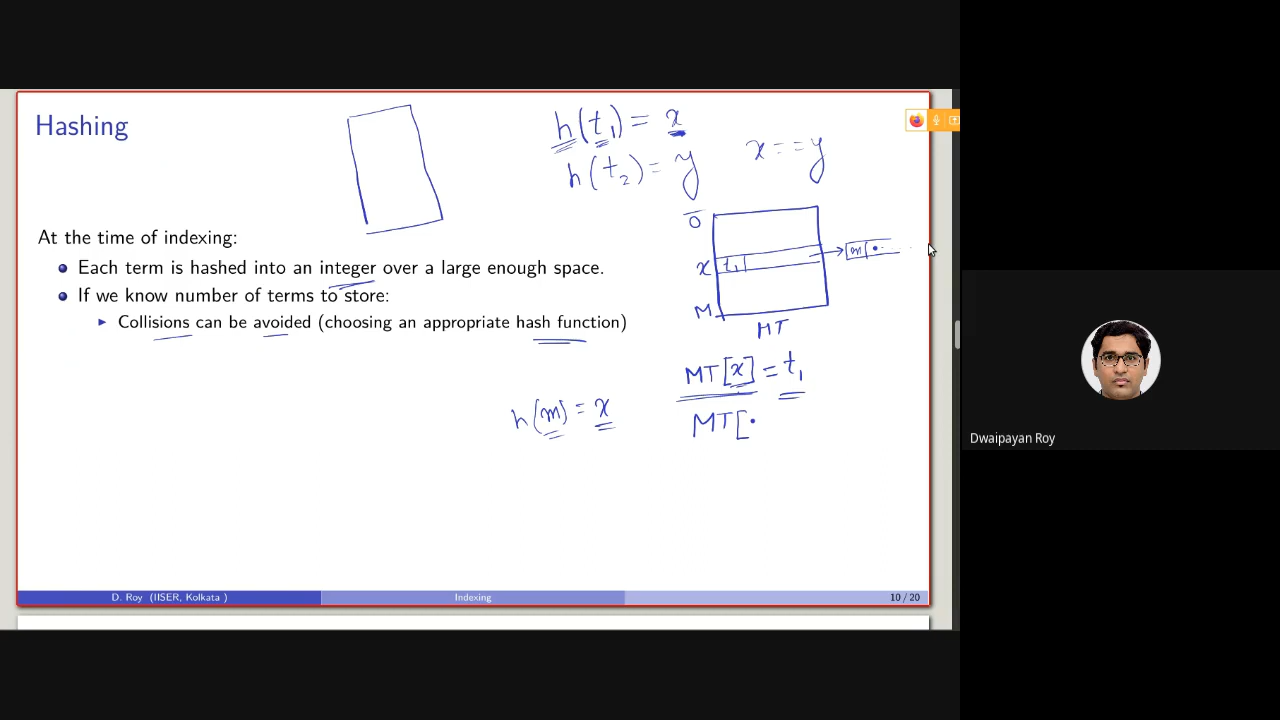 Hashing
h(t1) = x
h(t2) = y
x == y
At the time of indexing:
Each term is hashed into an integer over a large enough space.
If we know number of terms to store:
Collisions can be avoided (choosing an appropriate hash function)
0
x t1
m
M
MT
MT[x] = t1
h(m) = x
MT[
D. Roy (IISER, Kolkata ) Indexing 10 / 20
Dwaipayan Roy